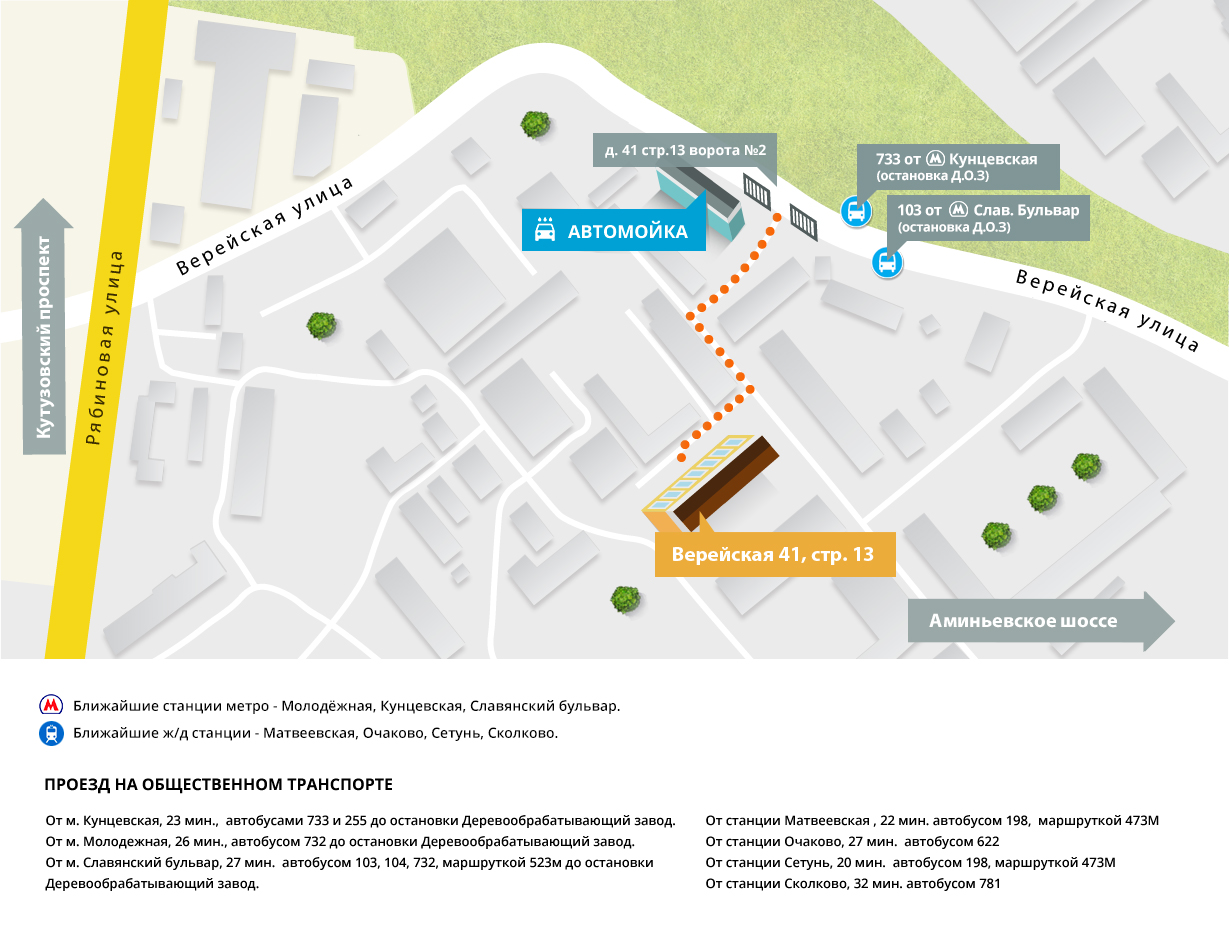 д. 41 стр.13 ворота №2
733 от М Кунцевская
(остановка Д.О.З)
103 от М Слав. Бульвар
(остановка Д.О.З)
АВТОМОЙКА
Верейская улица
Верейская улица
Кутузовский проспект
Рябиновая улица
Верейская 41, стр. 13
Аминьевское шоссе
М Ближайшие станции метро - Молодёжная, Кунцевская, Славянский бульвар.
Ближайшие ж/д станции - Матвеевская, Очаково, Сетунь, Сколково.
ПРОЕЗД НА ОБЩЕСТВЕННОМ ТРАНСПОРТЕ
От м. Кунцевская, 23 мин.,  автобусами 733 и 255 до остановки Деревообрабатывающий завод.
От м. Молодежная, 26 мин., автобусом 732 до остановки Деревообрабатывающий завод.
От м. Славянский бульвар, 27 мин.  автобусом 103, 104, 732, маршруткой 523м до остановки
Деревообрабатывающий завод.
От станции Матвеевская , 22 мин. автобусом 198,  маршруткой 473М
От станции Очаково, 27 мин.  автобусом 622
От станции Сетунь, 20 мин.  автобусом 198, маршруткой 473М
От станции Сколково, 32 мин. автобусом 781